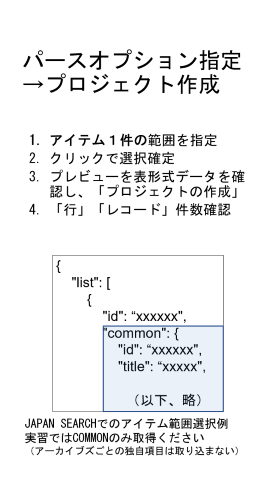 パースオプション指定
→プロジェクト作成
1. アイテム１件の範囲を指定
2. クリックで選択確定
3. プレビューを表形式データを確
認し、「プロジェクトの作成」
4. 「行」「レコード」件数確認
{
"list": [
{
"id": “xxxxxx",
"common": {
"id": “xxxxxx",
"title": “xxxxx",
（以下、略）
JAPAN SEARCHでのアイテム範囲選択例
実習ではCOMMONのみ取得ください
（アーカイブズごとの独自項目は取り込まない）